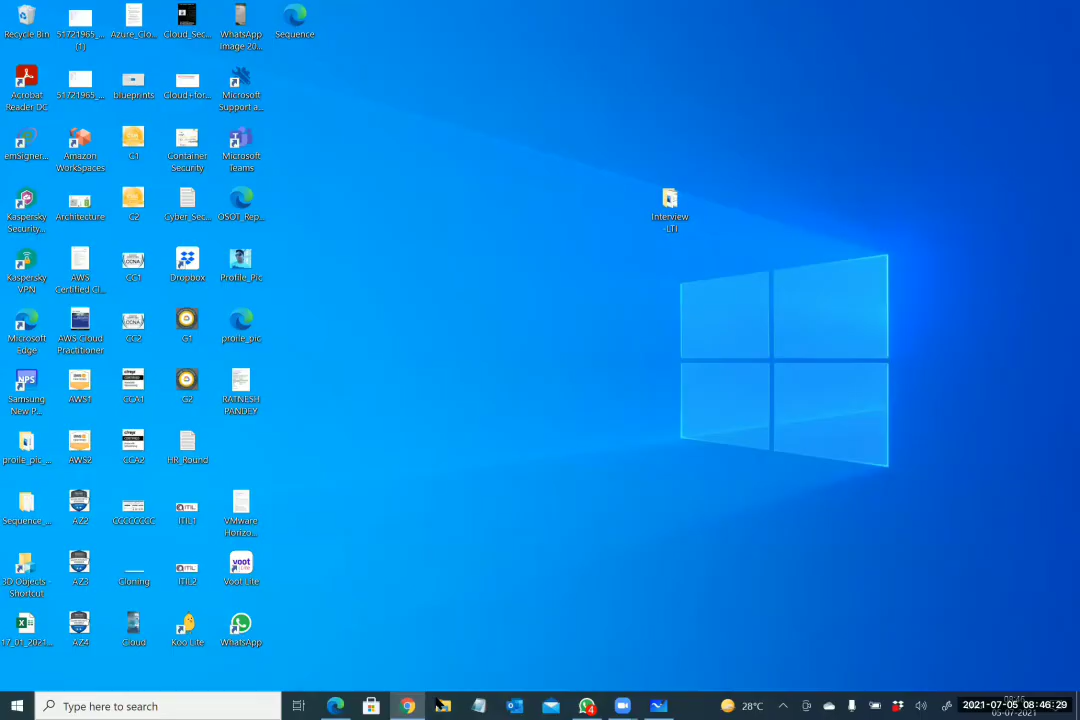 Recycle Bin
51721965_...
(1)
Azure_Clo...
Cloud_Sec...
WhatsApp
Image 20...
Sequence
Acrobat
Reader DC
51721965_...
blueprints
Cloud+for...
Microsoft
Support a...
emSigner...
Amazon
WorkSpaces
C1
Container
Security
Microsoft
Teams
Kaspersky
Security...
Architecture
C2
Cyber_Sec...
OSOT_Rep...
Interview
-LTI
Kaspersky
VPN
AWS
Certified Cl...
CC1
Dropbox
Profile_Pic
Microsoft
Edge
AWS Cloud
Practitioner
CC2
G1
proile_pic
NPS
Samsung
New P...
AWS1
CCA1
G2
RATNESH
PANDEY
proile_pic_...
AWS2
CCA2
HR_Round
Sequence_...
AZ2
CCCCCCCC
ITIL1
VMware
Horizo...
3D Objects -
Shortcut
AZ3
Cloning
ITIL2
voot
Voot Lite
17_01_2021...
AZ4
Cloud
Koo Lite
WhatsApp
Type here to search
4
28°C
2021-07-05 08:46:29